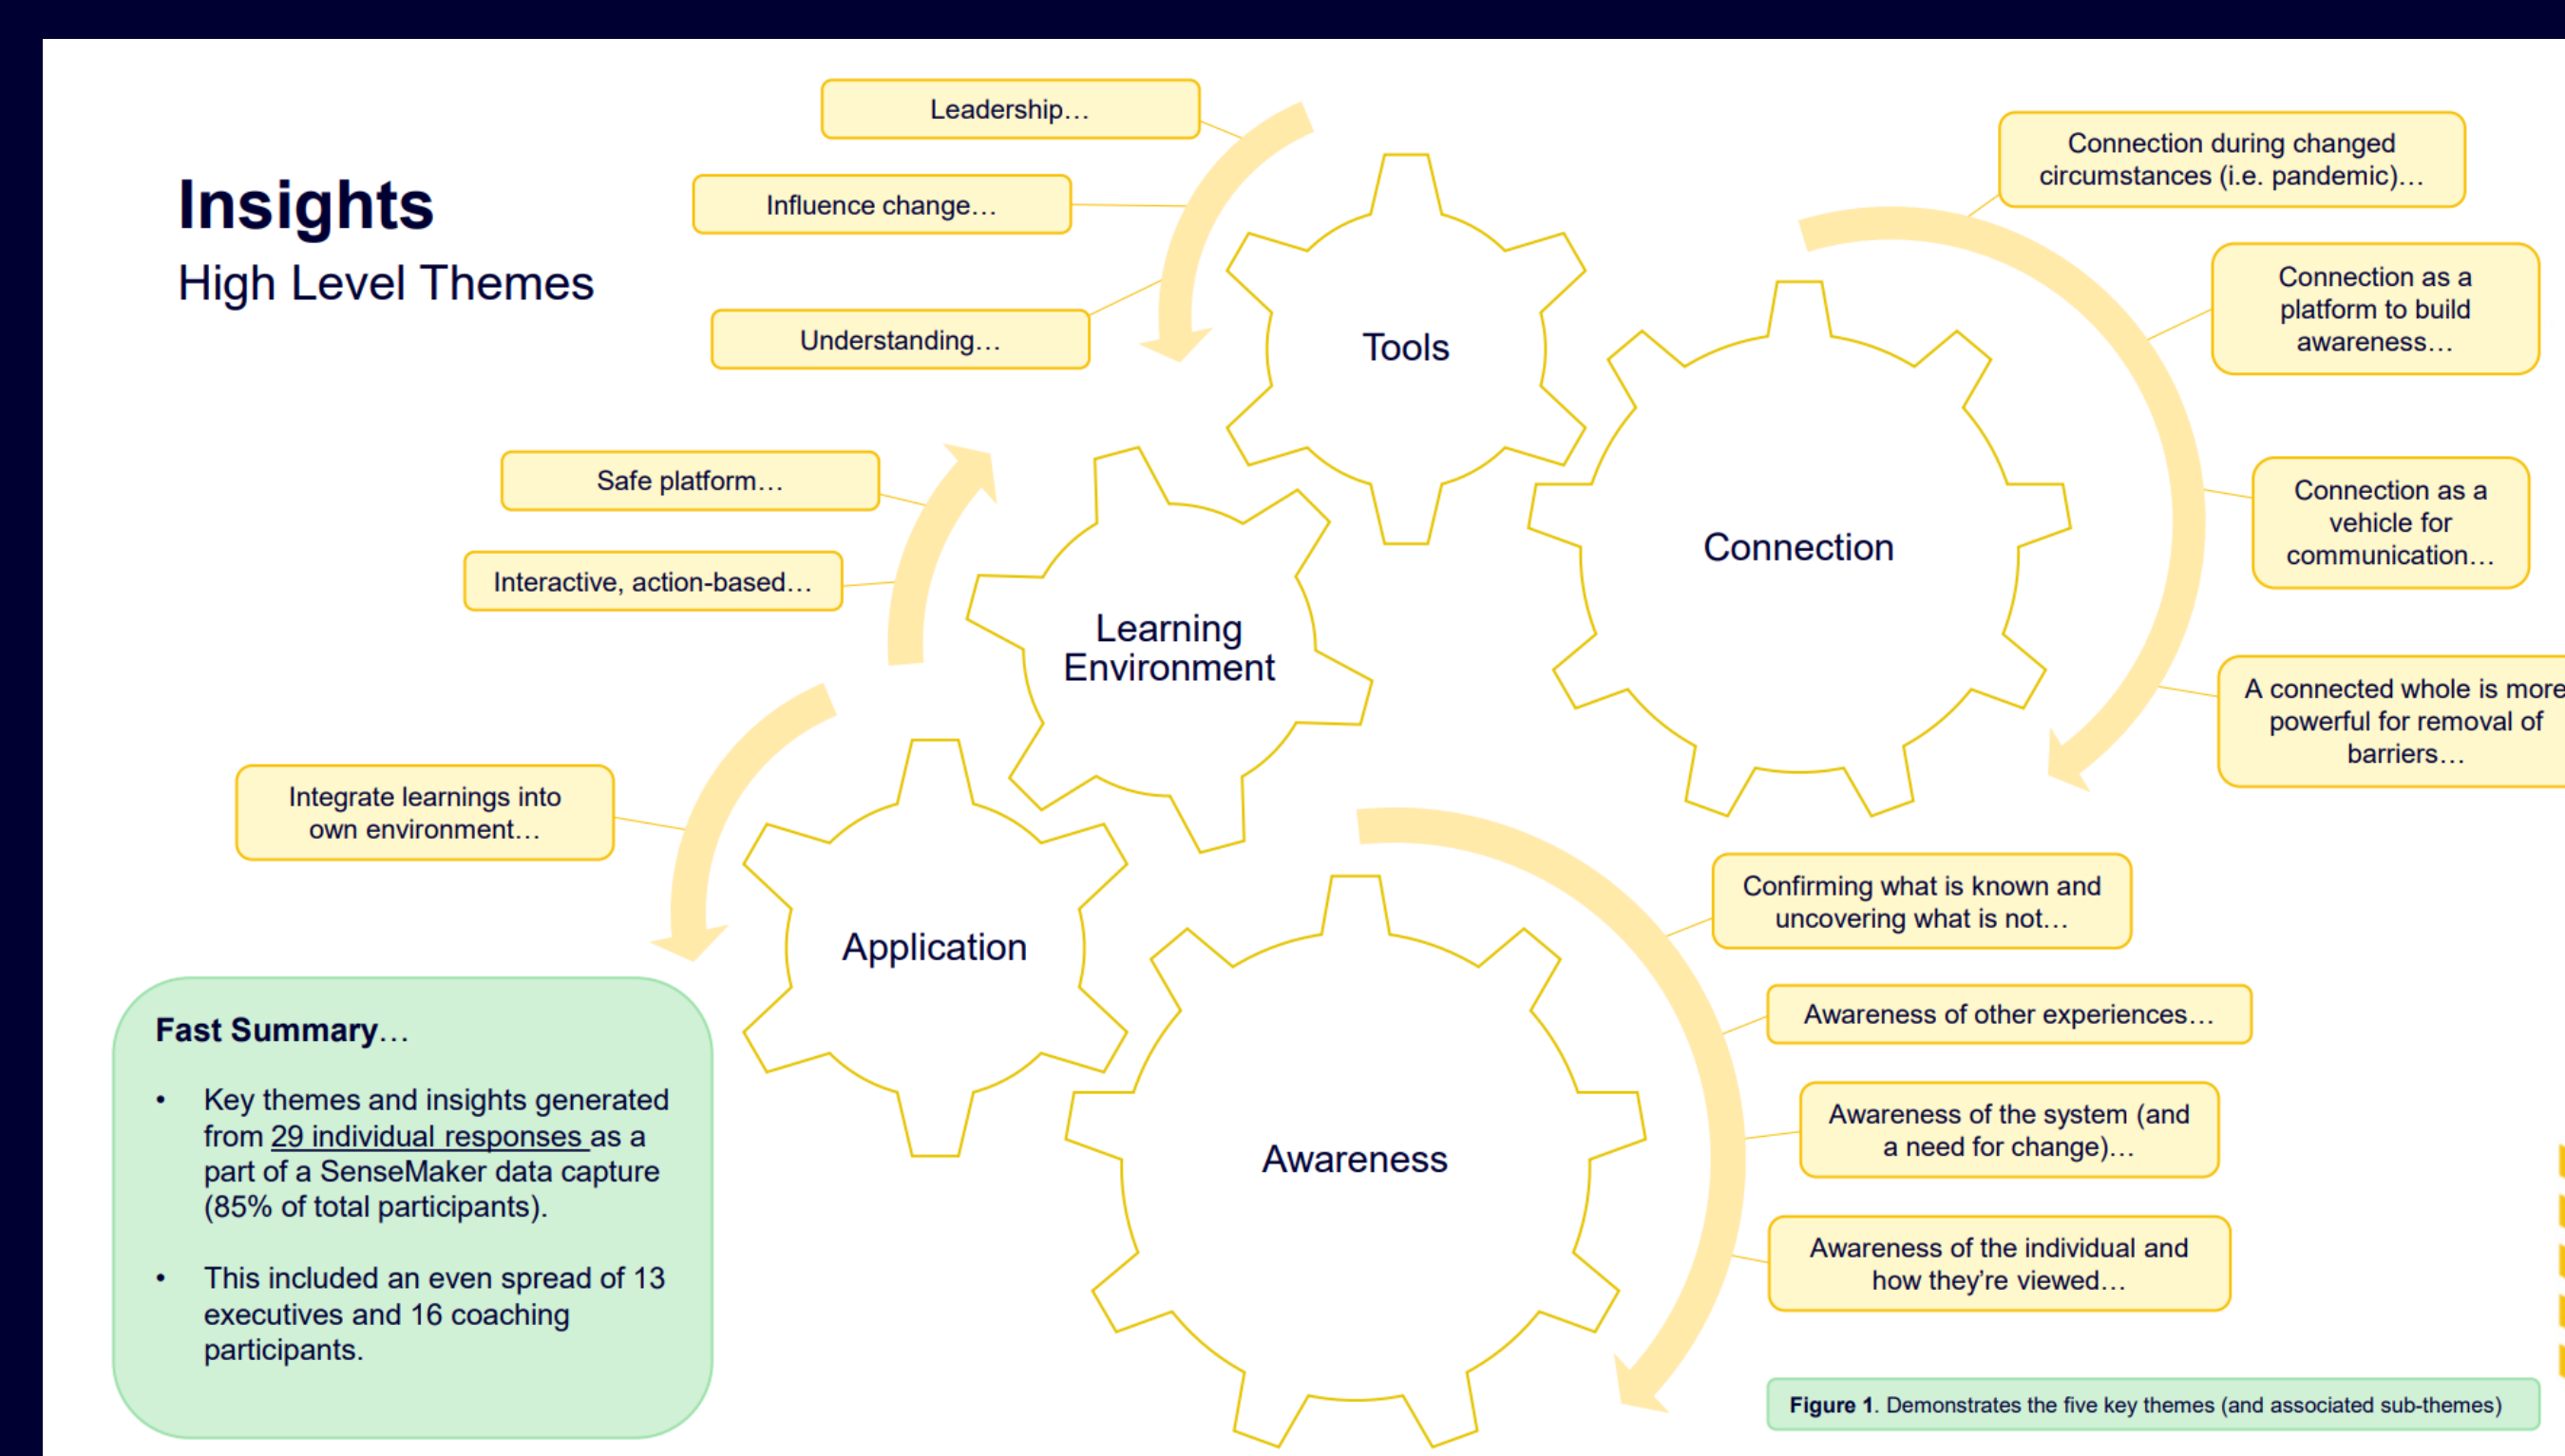 Insights
High Level Themes
Leadership…
Influence change…
Understanding…
Tools
Connection during changed
circumstances (i.e. pandemic)…
Connection as a
platform to build
awareness…
Connection as a
vehicle for
communication…
A connected whole is more
powerful for removal of
barriers…
Connection
Safe platform…
Interactive, action-based…
Learning
Environment
Integrate learnings into
own environment…
Application
Confirming what is known and
uncovering what is not…
Awareness of other experiences…
Awareness of the system (and
a need for change)…
Awareness of the individual and
how they're viewed…
Awareness
Fast Summary…
• Key themes and insights generated
from 29 individual responses as a
part of a SenseMaker data capture
(85% of total participants).
• This included an even spread of 13
executives and 16 coaching
participants.
Figure 1. Demonstrates the five key themes (and associated sub-themes)